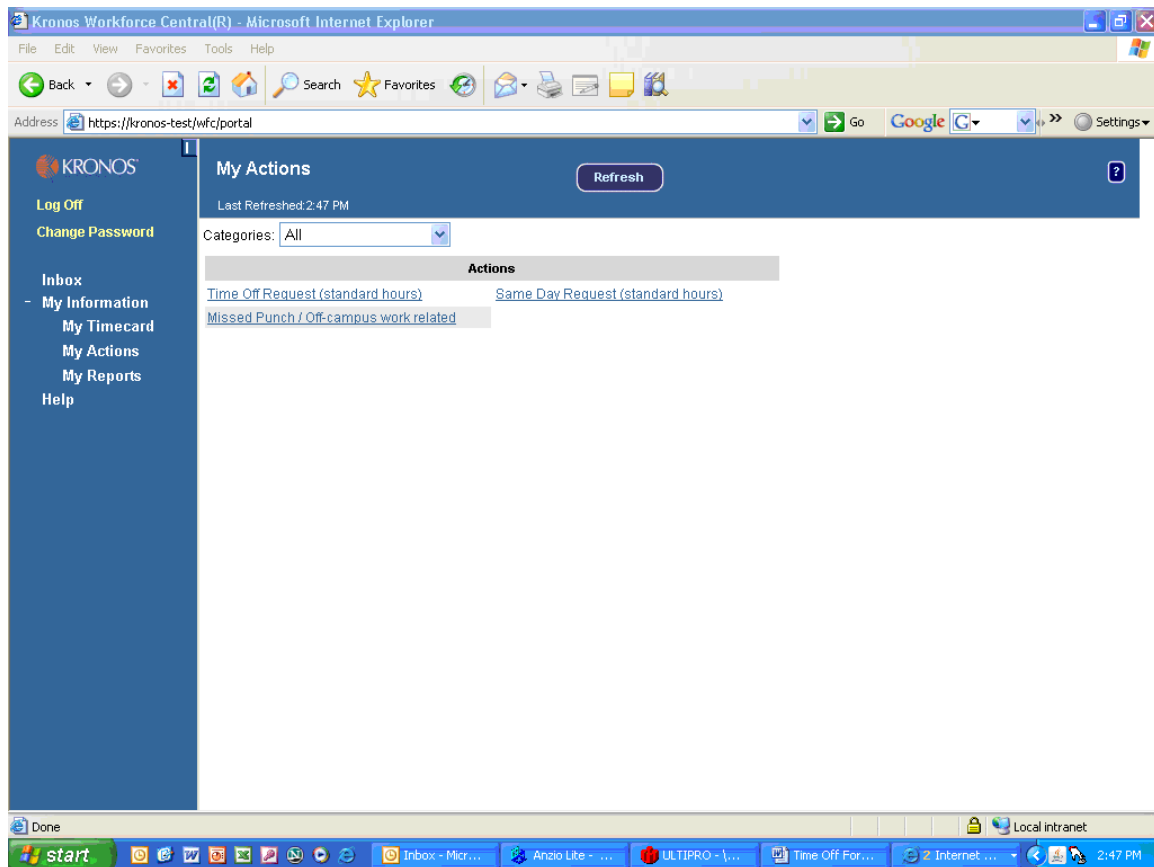 Kronos Workforce Central(R) - Microsoft Internet Explorer
File Edit View Favorites Tools Help
Back Search Favorites
Address https://kronos-test/wfc/portal Go Google G Settings
KRONOS
Log Off
Change Password
Inbox
- My Information
My Timecard
My Actions
My Reports
Help
My Actions
Refresh
?
Last Refreshed:2:47 PM
Categories: All
Actions
Time Off Request (standard hours) Same Day Request (standard hours)
Missed Punch / Off-campus work related
Done Local intranet
start Inbox - Micr... Anzio Lite - ... ULTIPRO - \... Time Off For... 2 Internet ... 2:47 PM